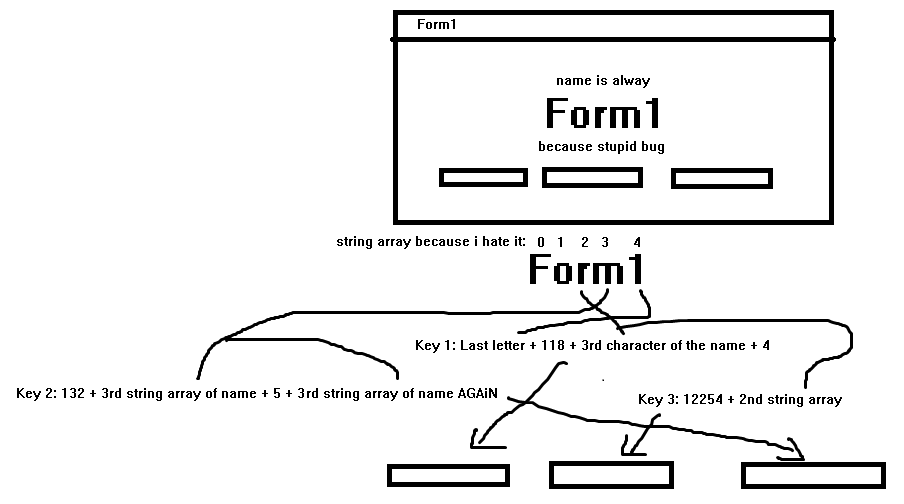 Form1
name is alway
Form1
because stupid bug
string array because i hate it: 0 1 2 3 4
Form1
Key 1: Last letter + 118 + 3rd character of the name + 4
Key 2: 132 + 3rd string array of name + 5 + 3rd string array of name AGAiN
Key 3: 12254 + 2nd string array